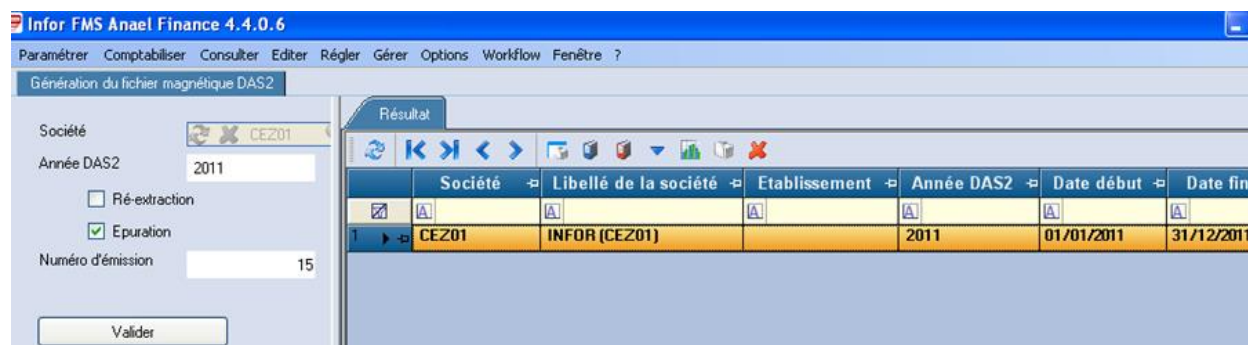 Infor FMS Anael Finance 4.4.0.6
Paramétrer Comptabiliser Consulter Editer Régler Gérer Options Workflow Fenêtre ?
Génération du fichier magnétique DAS2
Résultat
Société CEZ01
Année DAS2 2011
Ré-extraction
Epuration
Numéro d'émission 15
Valider
Société Libellé de la société Etablissement Année DAS2 Date début Date fin
A A A A A A
1 CEZ01 INFOR (CEZ01) 2011 01/01/2011 31/12/2011